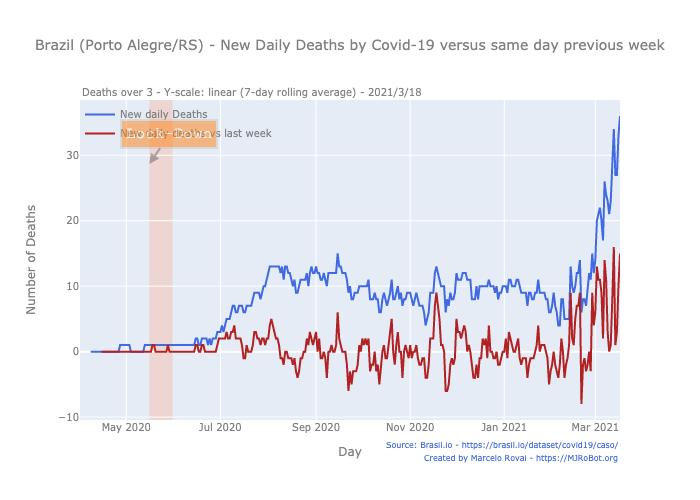 Brazil (Porto Alegre/RS) - New Daily Deaths by Covid-19 versus same day previous week
Deaths over 3 - Y-scale: linear (7-day rolling average) - 2021/3/18
New daily Deaths
New daily deaths vs last week
Lock-Down
Number of Deaths
30
20
10
0
−10
May 2020
Jul 2020
Sep 2020
Nov 2020
Jan 2021
Mar 2021
Day
Source: Brasil.io - https://brasil.io/dataset/covid19/caso/
Created by Marcelo Rovai - https://MJRoBot.org